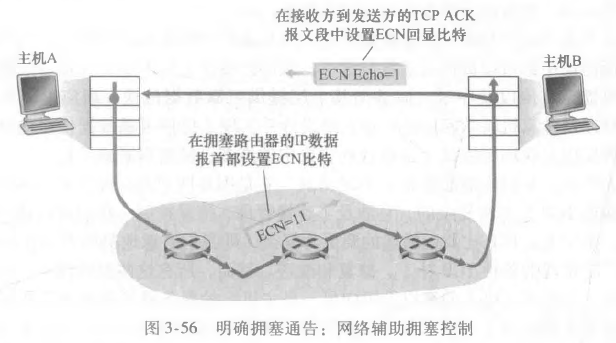 在接收方到发送方的TCP ACK
报文段中设置ECN回显比特
主机A
主机B
ECN Echo=1
在拥塞路由器的IP数据
报首部设置ECN比特
ECN=11
图 3-56 明确拥塞通告：网络辅助拥塞控制